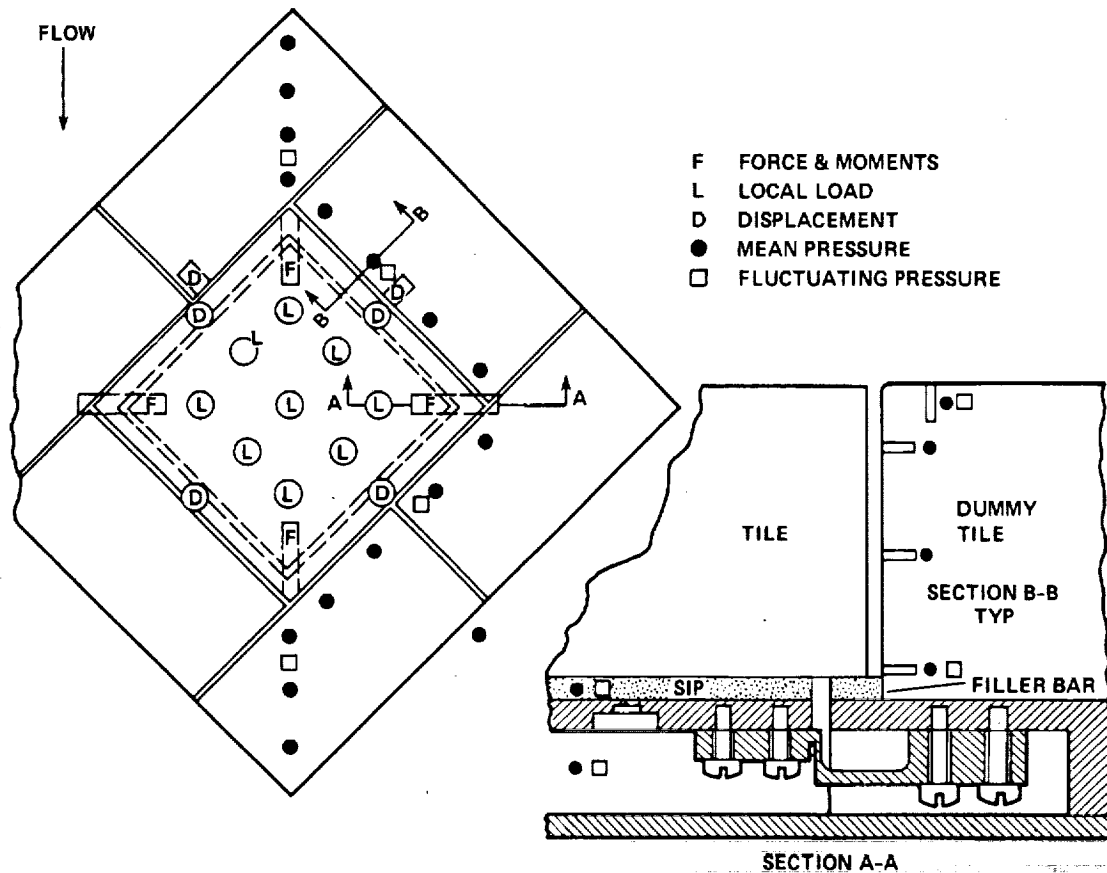 FLOW
F FORCE & MOMENTS
L LOCAL LOAD
D DISPLACEMENT
MEAN PRESSURE
FLUCTUATING PRESSURE
B
D
F
D
B
D
L
D
L
L
A
A
F
L
L
L
F
L
L
D
L
D
F
TILE
DUMMY
TILE
SECTION B-B
TYP
SIP
FILLER BAR
SECTION A-A